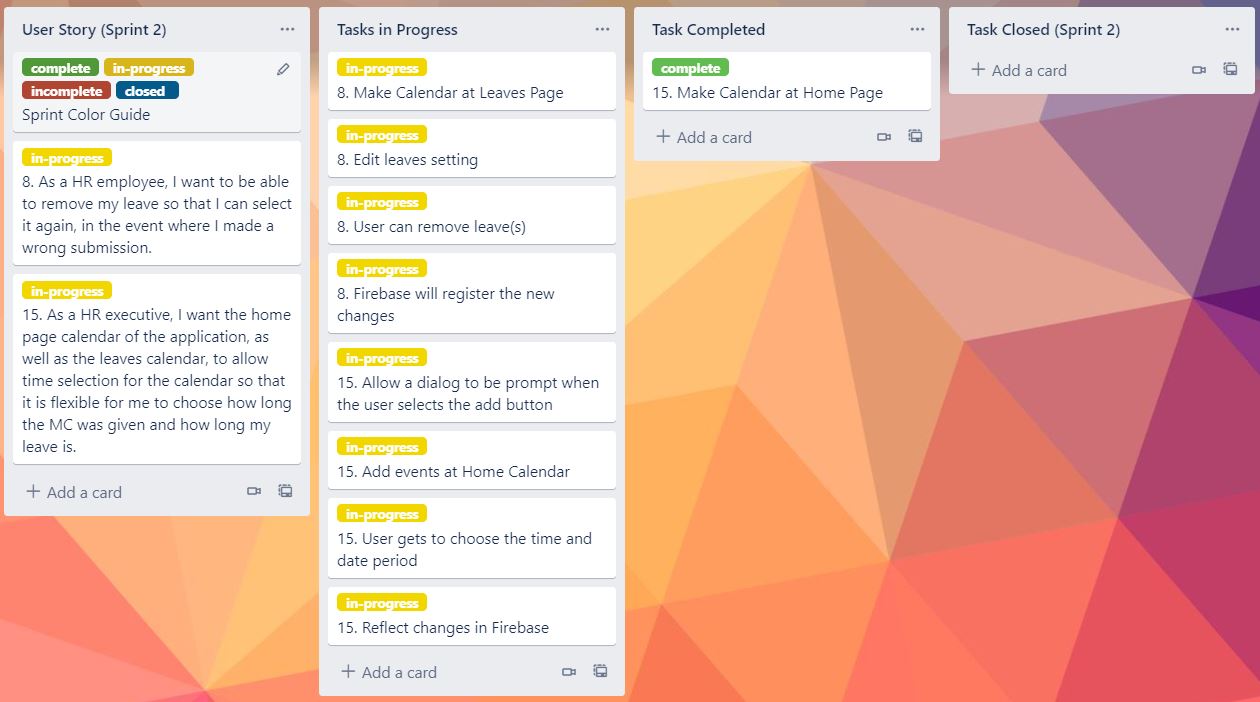 User Story (Sprint 2)
complete in-progress
incomplete closed
Sprint Color Guide
in-progress
8. As a HR employee, I want to be able
to remove my leave so that I can select
it again, in the event where I made a
wrong submission.
in-progress
15. As a HR executive, I want the home
page calendar of the application, as
well as the leaves calendar, to allow
time selection for the calendar so that
it is flexible for me to choose how long
the MC was given and how long my
leave is.
Add a card
Tasks in Progress
in-progress
8. Make Calendar at Leaves Page
in-progress
8. Edit leaves setting
in-progress
8. User can remove leave(s)
in-progress
8. Firebase will register the new
changes
in-progress
15. Allow a dialog to be prompt when
the user selects the add button
in-progress
15. Add events at Home Calendar
in-progress
15. User gets to choose the time and
date period
in-progress
15. Reflect changes in Firebase
Add a card
Task Completed
complete
15. Make Calendar at Home Page
Add a card
Task Closed (Sprint 2)
Add a card